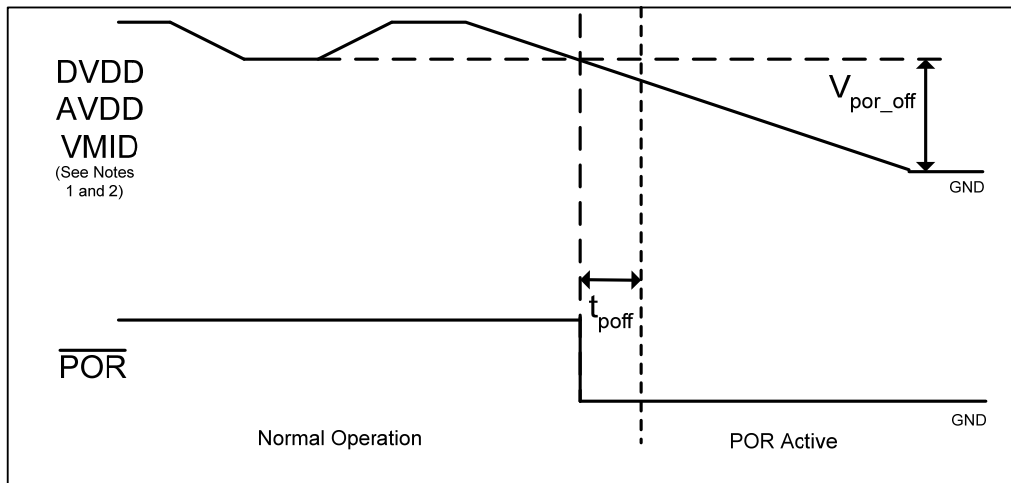 DVDD
AVDD
VMID
(See Notes
1 and 2)
V_por_off
GND
t_poff
POR
GND
Normal Operation
POR Active